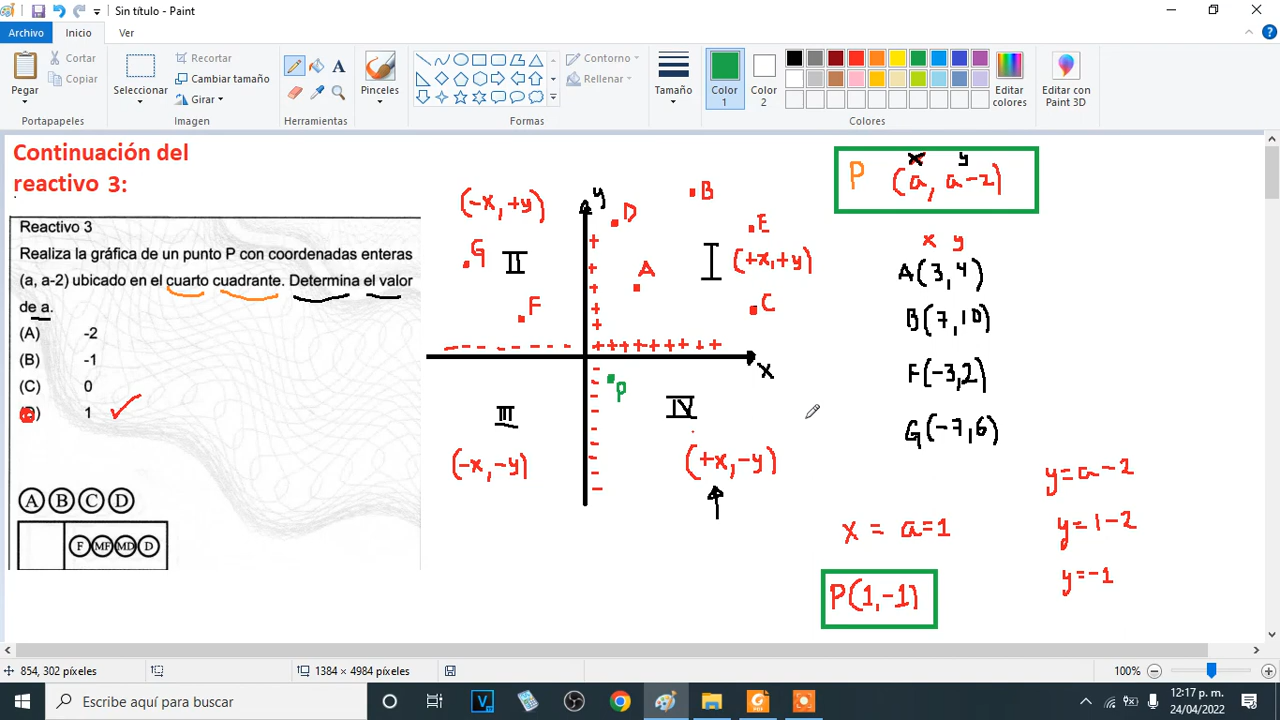 Sin título - Paint
Archivo Inicio Ver
Pegar
Cortar
Copiar
Portapapeles
Seleccionar
Recortar
Cambiar tamaño
Girar
Imagen
A
Herramientas
Pinceles
Contorno
Rellenar
Formas
Tamaño
Color 1
Color 2
Editar colores
Editar con Paint 3D
Colores
Continuación del
reactivo 3:
Reactivo 3
Realiza la gráfica de un punto P con coordenadas enteras
(a, a-2) ubicado en el cuarto cuadrante. Determina el valor
de a.
(A) -2
(B) -1
(C) 0
(D) 1 ✓
A B C D
F MF MD D
(-x, +y)
y
D
B
E
G
II
I
(+x, +y)
A
F
C
x
P
III
IV
(-x, -y)
(+x, -y)
x y
P (a, a-2)
x y
A(3, 4)
B(7, 10)
F(-3, 2)
G(-7, 6)
y = a - 2
x = a = 1
y = 1 - 2
y = -1
P(1, -1)
854, 302 píxeles
1384 × 4984 píxeles
100%
Escribe aquí para buscar
12:17 p. m.
24/04/2022